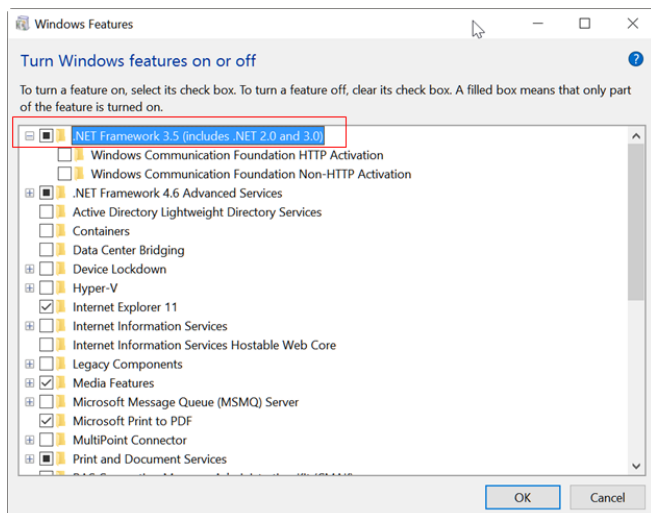 Windows Features
Turn Windows features on or off
To turn a feature on, select its check box. To turn a feature off, clear its check box. A filled box means that only part
of the feature is turned on.
.NET Framework 3.5 (includes .NET 2.0 and 3.0)
Windows Communication Foundation HTTP Activation
Windows Communication Foundation Non-HTTP Activation
.NET Framework 4.6 Advanced Services
Active Directory Lightweight Directory Services
Containers
Data Center Bridging
Device Lockdown
Hyper-V
Internet Explorer 11
Internet Information Services
Internet Information Services Hostable Web Core
Legacy Components
Media Features
Microsoft Message Queue (MSMQ) Server
Microsoft Print to PDF
MultiPoint Connector
Print and Document Services
OK Cancel